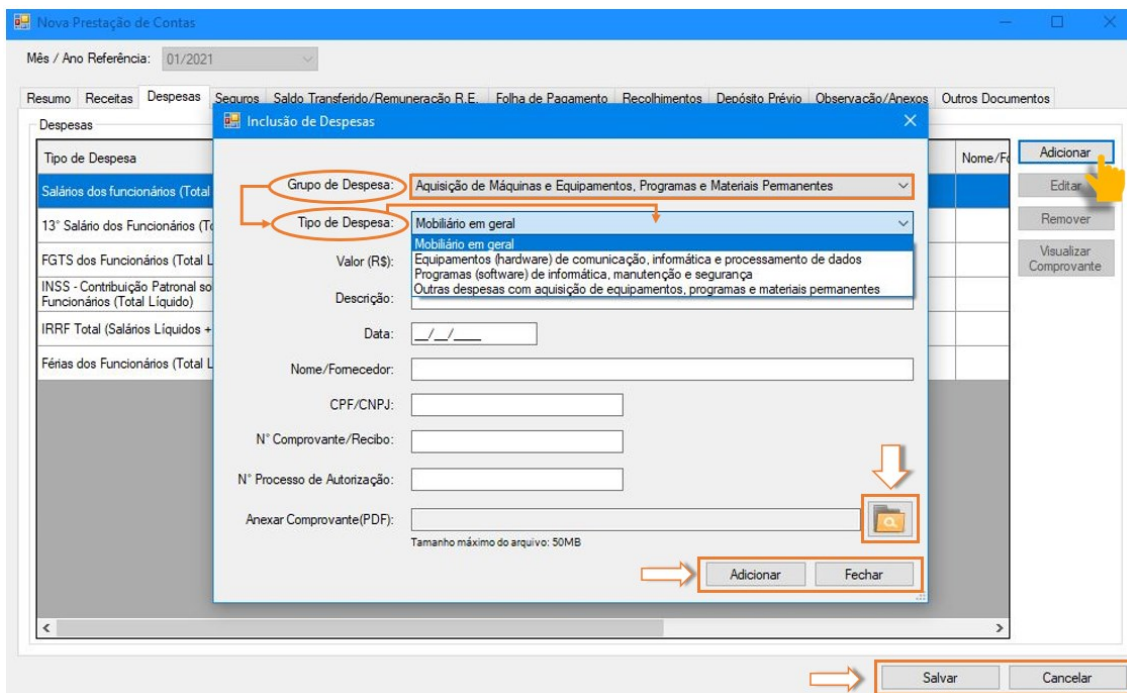 Nova Prestação de Contas
Mês / Ano Referência: 01/2021
Resumo Receitas Despesas Seguros Saldo Transferido/Remuneração R.E. Folha de Pagamento Recolhimentos Depósito Prévio Observação/Anexos Outros Documentos
Despesas
Inclusão de Despesas
Tipo de Despesa
Nome/Fo
Adicionar
Salários dos funcionários (Total
Editar
13° Salário dos Funcionários (To
Remover
FGTS dos Funcionários (Total L
Visualizar
Comprovante
INSS - Contribuição Patronal so
Funcionários (Total Líquido)
IRRF Total (Salários Líquidos +
Férias dos Funcionários (Total L
Grupo de Despesa: Aquisição de Máquinas e Equipamentos, Programas e Materiais Permanentes
Tipo de Despesa: Mobiliário em geral
Mobiliário em geral
Equipamentos (hardware) de comunicação, informática e processamento de dados
Programas (software) de informática, manutenção e segurança
Outras despesas com aquisição de equipamentos, programas e materiais permanentes
Valor (R$):
Descrição:
Data: __/__/____
Nome/Fornecedor:
CPF/CNPJ:
N° Comprovante/Recibo:
N° Processo de Autorização:
Anexar Comprovante(PDF):
Tamanho máximo do arquivo: 50MB
Adicionar Fechar
Salvar Cancelar